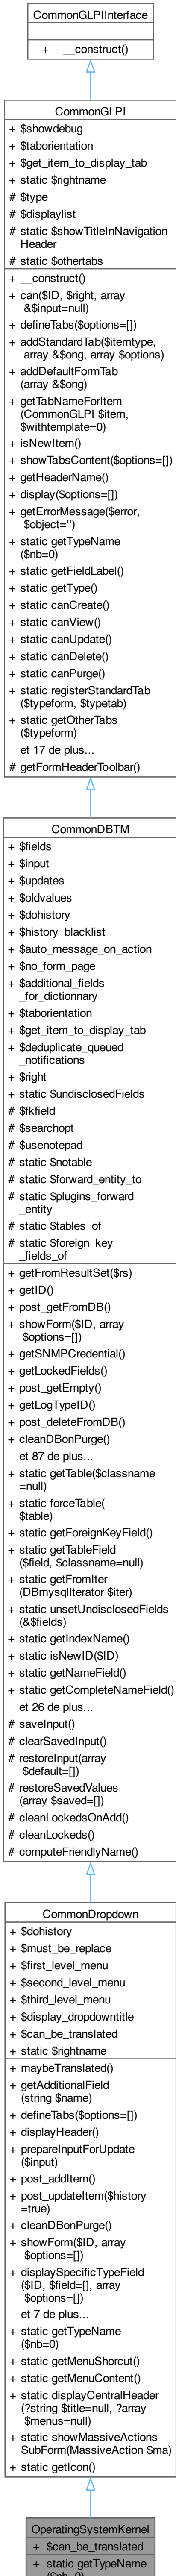 CommonGLPIInterface
+ __construct()
CommonGLPI
+ $showdebug
+ $taborientation
+ $get_item_to_display_tab
+ static $rightname
# $type
# $displaylist
# static $showTitleInNavigation
Header
# static $othertabs
+ __construct()
+ can($ID, $right, array
&$input=null)
+ defineTabs($options=[])
+ addStandardTab($itemtype,
array &$ong, array $options)
+ addDefaultFormTab
(array &$ong)
+ getTabNameForItem
(CommonGLPI $item,
$withtemplate=0)
+ isNewItem()
+ showTabsContent($options=[])
+ getHeaderName()
+ display($options=[])
+ getErrorMessage($error,
$object='')
+ static getTypeName
($nb=0)
+ static getFieldLabel()
+ static getType()
+ static canCreate()
+ static canView()
+ static canUpdate()
+ static canDelete()
+ static canPurge()
+ static registerStandardTab
($typeform, $typetab)
+ static getOtherTabs
($typeform)
et 17 de plus...
# getFormHeaderToolbar()
CommonDBTM
+ $fields
+ $input
+ $updates
+ $oldvalues
+ $dohistory
+ $history_blacklist
+ $auto_message_on_action
+ $no_form_page
+ $additional_fields
_for_dictionnary
+ $taborientation
+ $get_item_to_display_tab
+ $deduplicate_queued
_notifications
+ $right
+ static $undisclosedFields
# $fkfield
# $searchopt
# $usenotepad
# static $notable
# static $forward_entity_to
# static $plugins_forward
_entity
# static $tables_of
# static $foreign_key
_fields_of
+ getFromResultSet($rs)
+ getID()
+ post_getFromDB()
+ showForm($ID, array
$options=[])
+ getSNMPCredential()
+ getLockedFields()
+ post_getEmpty()
+ getLogTypeID()
+ post_deleteFromDB()
+ cleanDBonPurge()
et 87 de plus...
+ static getTable($classname
=null)
+ static forceTable(
$table)
+ static getForeignKeyField()
+ static getTableField
($field, $classname=null)
+ static getFromIter
(DBmysqlIterator $iter)
+ static unsetUndisclosedFields
(&$fields)
+ static getIndexName()
+ static isNewID($ID)
+ static getNameField()
+ static getCompleteNameField()
et 26 de plus...
# saveInput()
# clearSavedInput()
# restoreInput(array
$default=[])
# restoreSavedValues
(array $saved=[])
# cleanLockedsOnAdd()
# cleanLockeds()
# computeFriendlyName()
CommonDropdown
+ $dohistory
+ $must_be_replace
+ $first_level_menu
+ $second_level_menu
+ $third_level_menu
+ $display_dropdowntitle
+ $can_be_translated
+ static $rightname
+ maybeTranslated()
+ getAdditionalField
(string $name)
+ defineTabs($options=[])
+ displayHeader()
+ prepareInputForUpdate
($input)
+ post_addItem()
+ post_updateItem($history
=true)
+ cleanDBonPurge()
+ showForm($ID, array
$options=[])
+ displaySpecificTypeField
($ID, $field=[], array
$options=[])
et 7 de plus...
+ static getTypeName
($nb=0)
+ static getMenuShorcut()
+ static getMenuContent()
+ static displayCentralHeader
(?string $title=null, ?array
$menus=null)
+ static showMassiveActions
SubForm(MassiveAction $ma)
+ static getIcon()
OperatingSystemKernel
+ $can_be_translated
+ static getTypeName
($nb=0)